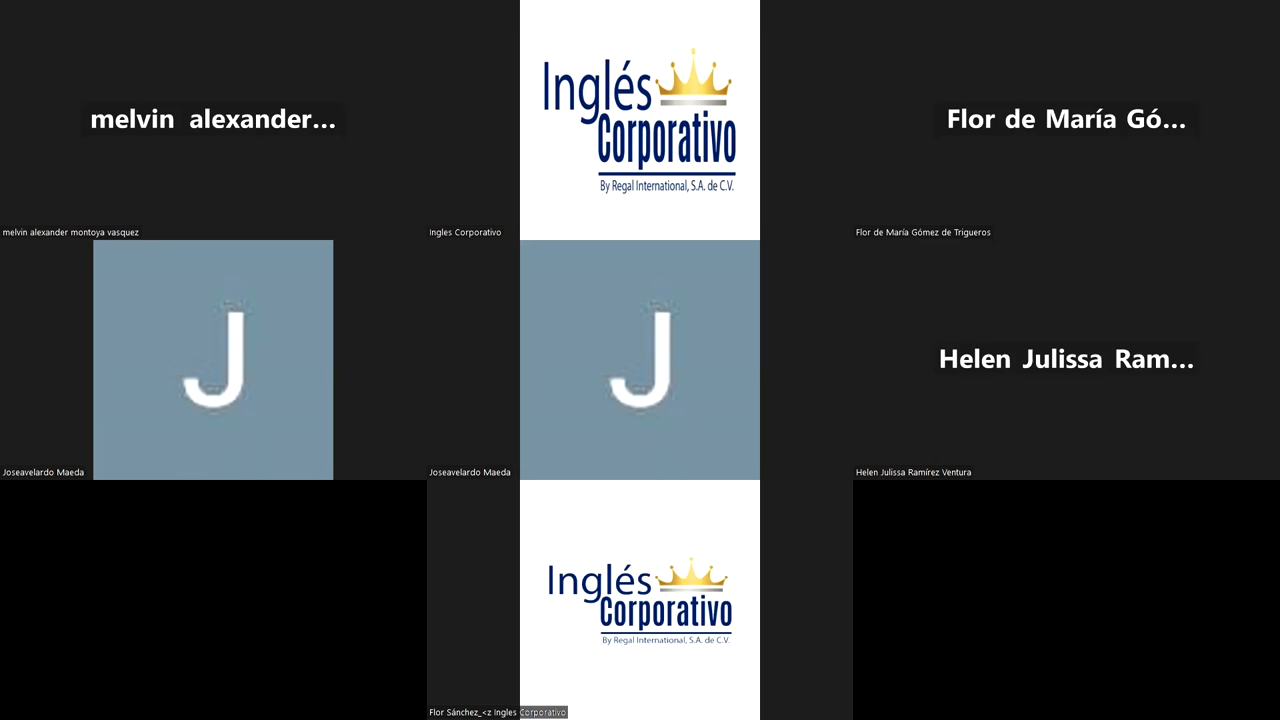 melvin alexander...
melvin alexander montoya vasquez
Inglés
Corporativo
By Regal International, S.A. de C.V.
Ingles Corporativo
Flor de María Gó...
Flor de María Gómez de Trigueros
J
Joseavelardo Maeda
J
Joseavelardo Maeda
Helen Julissa Ram...
Helen Julissa Ramírez Ventura
Inglés
Corporativo
By Regal International, S.A. de C.V.
Flor Sánchez_<z Ingles Corporativo